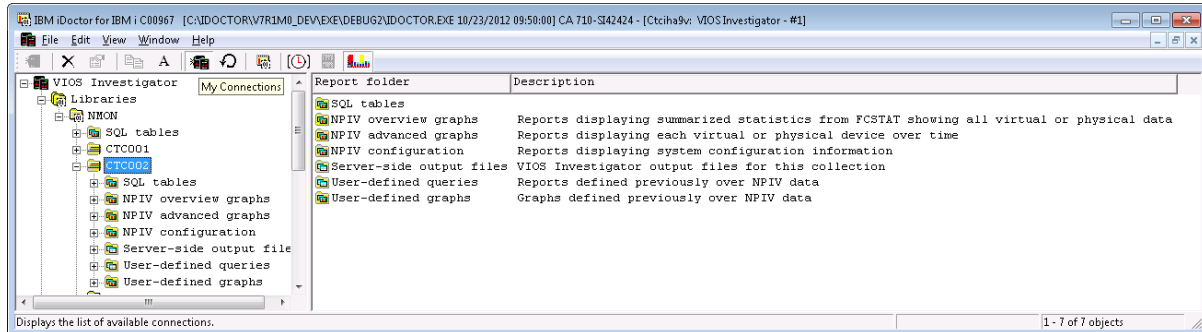 IBM iDoctor for IBM i C00967 [C:\IDOCTOR\V7R1M0_DEV\EXE\DEBUG2\IDOCTOR.EXE 10/23/2012 09:50:00] CA 710-SI42424 - [Ctciha9v: VIOS Investigator - #1]
File Edit View Window Help
My Connections
VIOS Investigator
Libraries
NMON
SQL tables
CTC001
CTC002
SQL tables
NPIV overview graphs
NPIV advanced graphs
NPIV configuration
Server-side output file
User-defined queries
User-defined graphs
Report folder Description
SQL tables
NPIV overview graphs Reports displaying summarized statistics from FCSTAT showing all virtual or physical data
NPIV advanced graphs Reports displaying each virtual or physical device over time
NPIV configuration Reports displaying system configuration information
Server-side output files VIOS Investigator output files for this collection
User-defined queries Reports defined previously over NPIV data
User-defined graphs Graphs defined previously over NPIV data
Displays the list of available connections. 1 - 7 of 7 objects